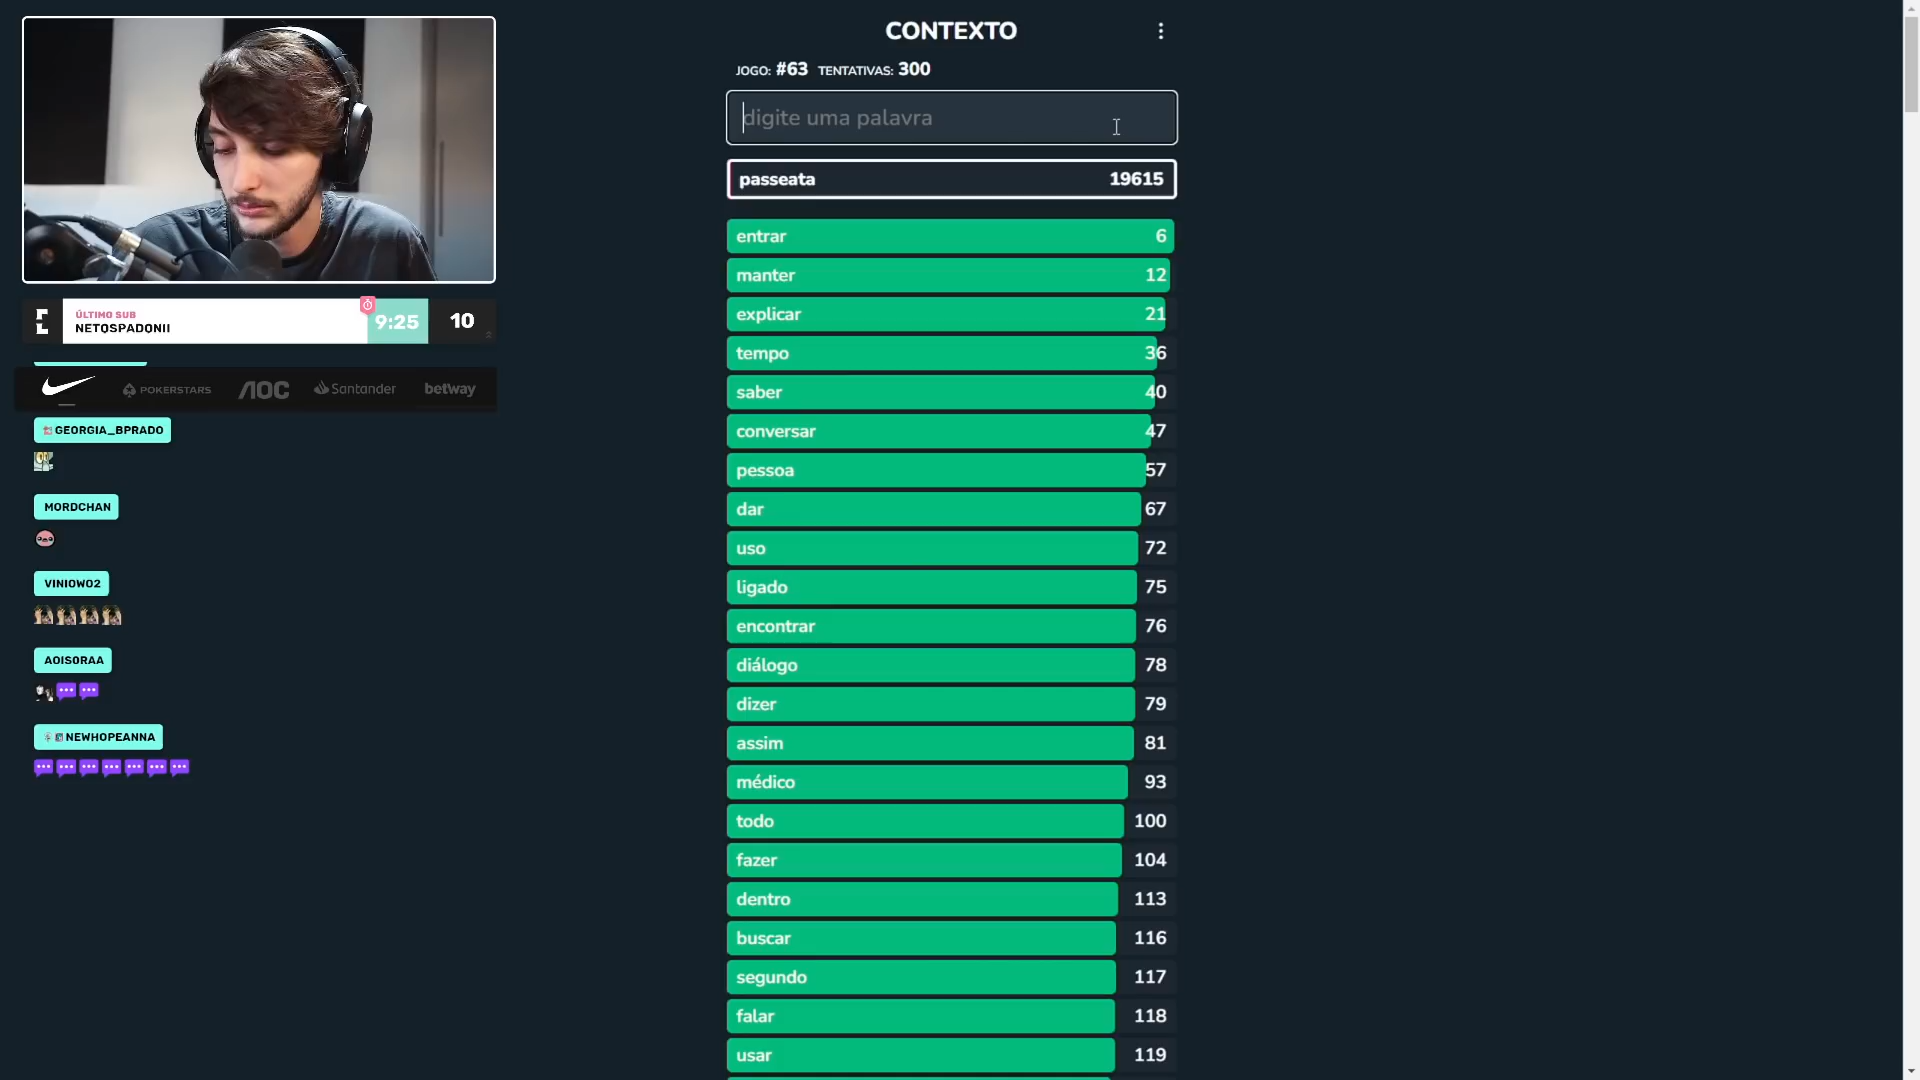 CONTEXTO
JOGO: #63 TENTATIVAS: 300
digite uma palavra
passeata 19615
entrar 6
manter 12
explicar 21
tempo 36
saber 40
conversar 47
pessoa 57
dar 67
uso 72
ligado 75
encontrar 76
diálogo 78
dizer 79
assim 81
médico 93
todo 100
fazer 104
dentro 113
buscar 116
segundo 117
falar 118
usar 119
ÚLTIMO SUB
NETQSPADQNII
9:25
10
POKERSTARS AOC Santander betway
GEORGIA_BPRADO
MORDCHAN
VINIOWO2
AOISORAA
NEWHOPEANNA